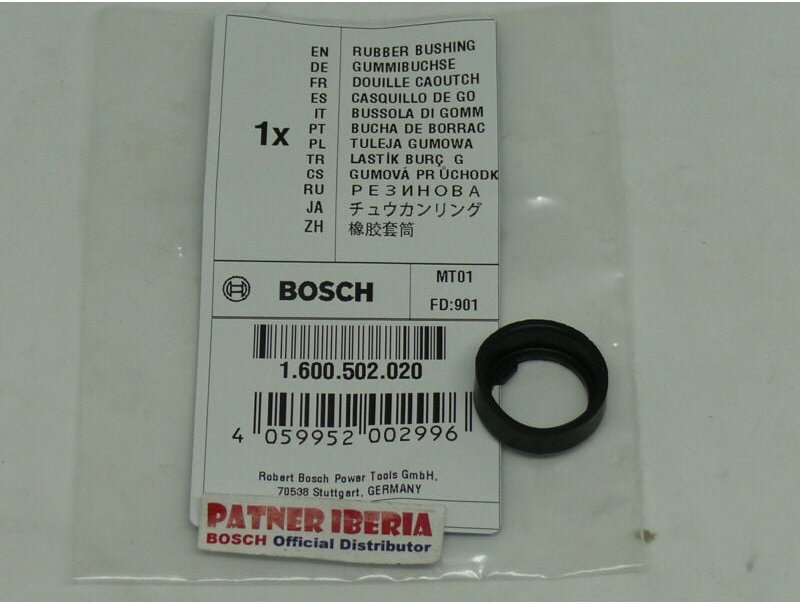 EN RUBBER BUSHING
DE GUMMIBUCHSE
FR DOUILLE CAOUTCH
ES CASQUILLO DE GO
IT BUSSOLA DI GOMM
1x PT BUCHA DE BORRAC
PL TULEJA GUMOWA
TR LASTİK BURÇ G
CS GUMOVÁ PR ŮCHODK
RU РЕЗИНОВА
JA チュウカンリング
ZH 橡胶套筒
BOSCH
MT01
FD:901
1.600.502.020
4 059952 002996
Robert Bosch Power Tools GmbH,
70538 Stuttgart, GERMANY
PATNER IBERIA
BOSCH Official Distributor